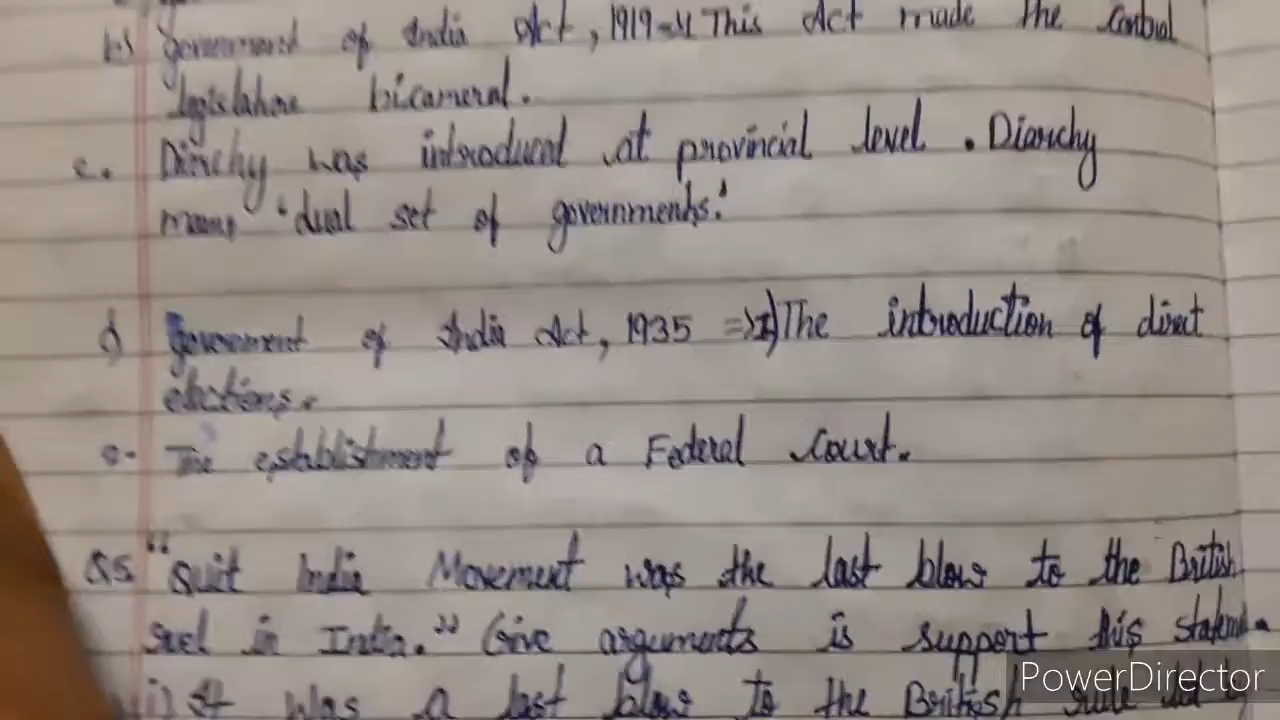 b) Government of India Act, 1919 - 1) This Act made the central
legislature bicameral.
c. Diarchy was introduced at provincial level. Diarchy
means 'dual set of governments.'
d) Government of India Act, 1935 => I) The introduction of direct
elections.
e. The establishment of a Federal Court.
Q5 "Quit India Movement was the last blow to the British
rule in India." Give arguments is support this statement.
It was a last blow to the British rule
PowerDirector